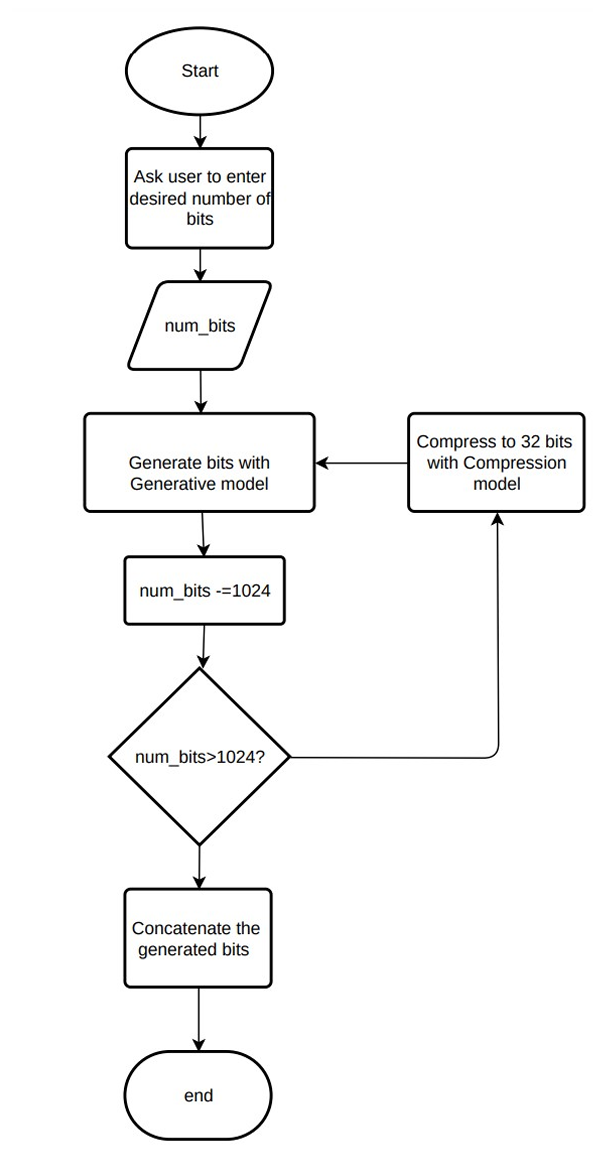 Start
Ask user to enter
desired number of
bits
num_bits
Generate bits with
Generative model
Compress to 32 bits
with Compression
model
num_bits -=1024
num_bits>1024?
Concatenate the
generated bits
end